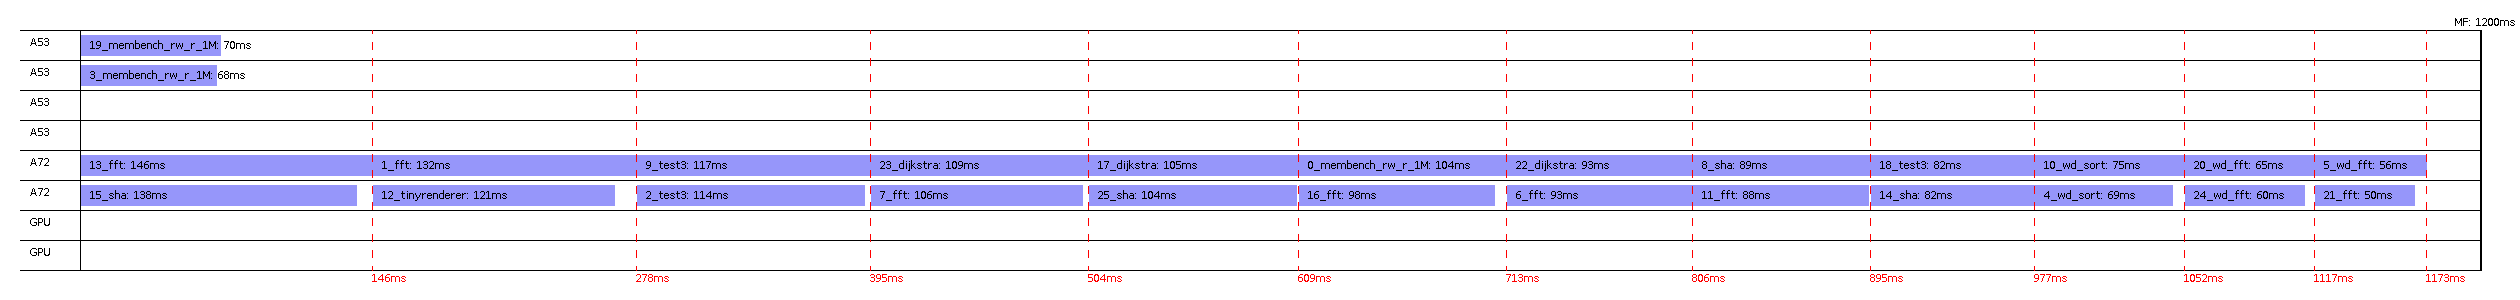 MF: 1200ms
A53 19_membench_rw_r_1M: 70ms
A53 3_membench_rw_r_1M: 68ms
A53
A53
A72 13_fft: 146ms 1_fft: 132ms 9_test3: 117ms 23_dijkstra: 109ms 17_dijkstra: 105ms 0_membench_rw_r_1M: 104ms 22_dijkstra: 93ms 8_sha: 89ms 18_test3: 82ms 10_wd_sort: 75ms 20_wd_fft: 65ms 5_wd_fft: 56ms
A72 15_sha: 138ms 12_tinyrenderer: 121ms 2_test3: 114ms 7_fft: 106ms 25_sha: 104ms 16_fft: 98ms 6_fft: 93ms 11_fft: 88ms 14_sha: 82ms 4_wd_sort: 69ms 24_wd_fft: 60ms 21_fft: 50ms
GPU
GPU
146ms 278ms 395ms 504ms 609ms 713ms 806ms 895ms 977ms 1052ms 1117ms 1173ms